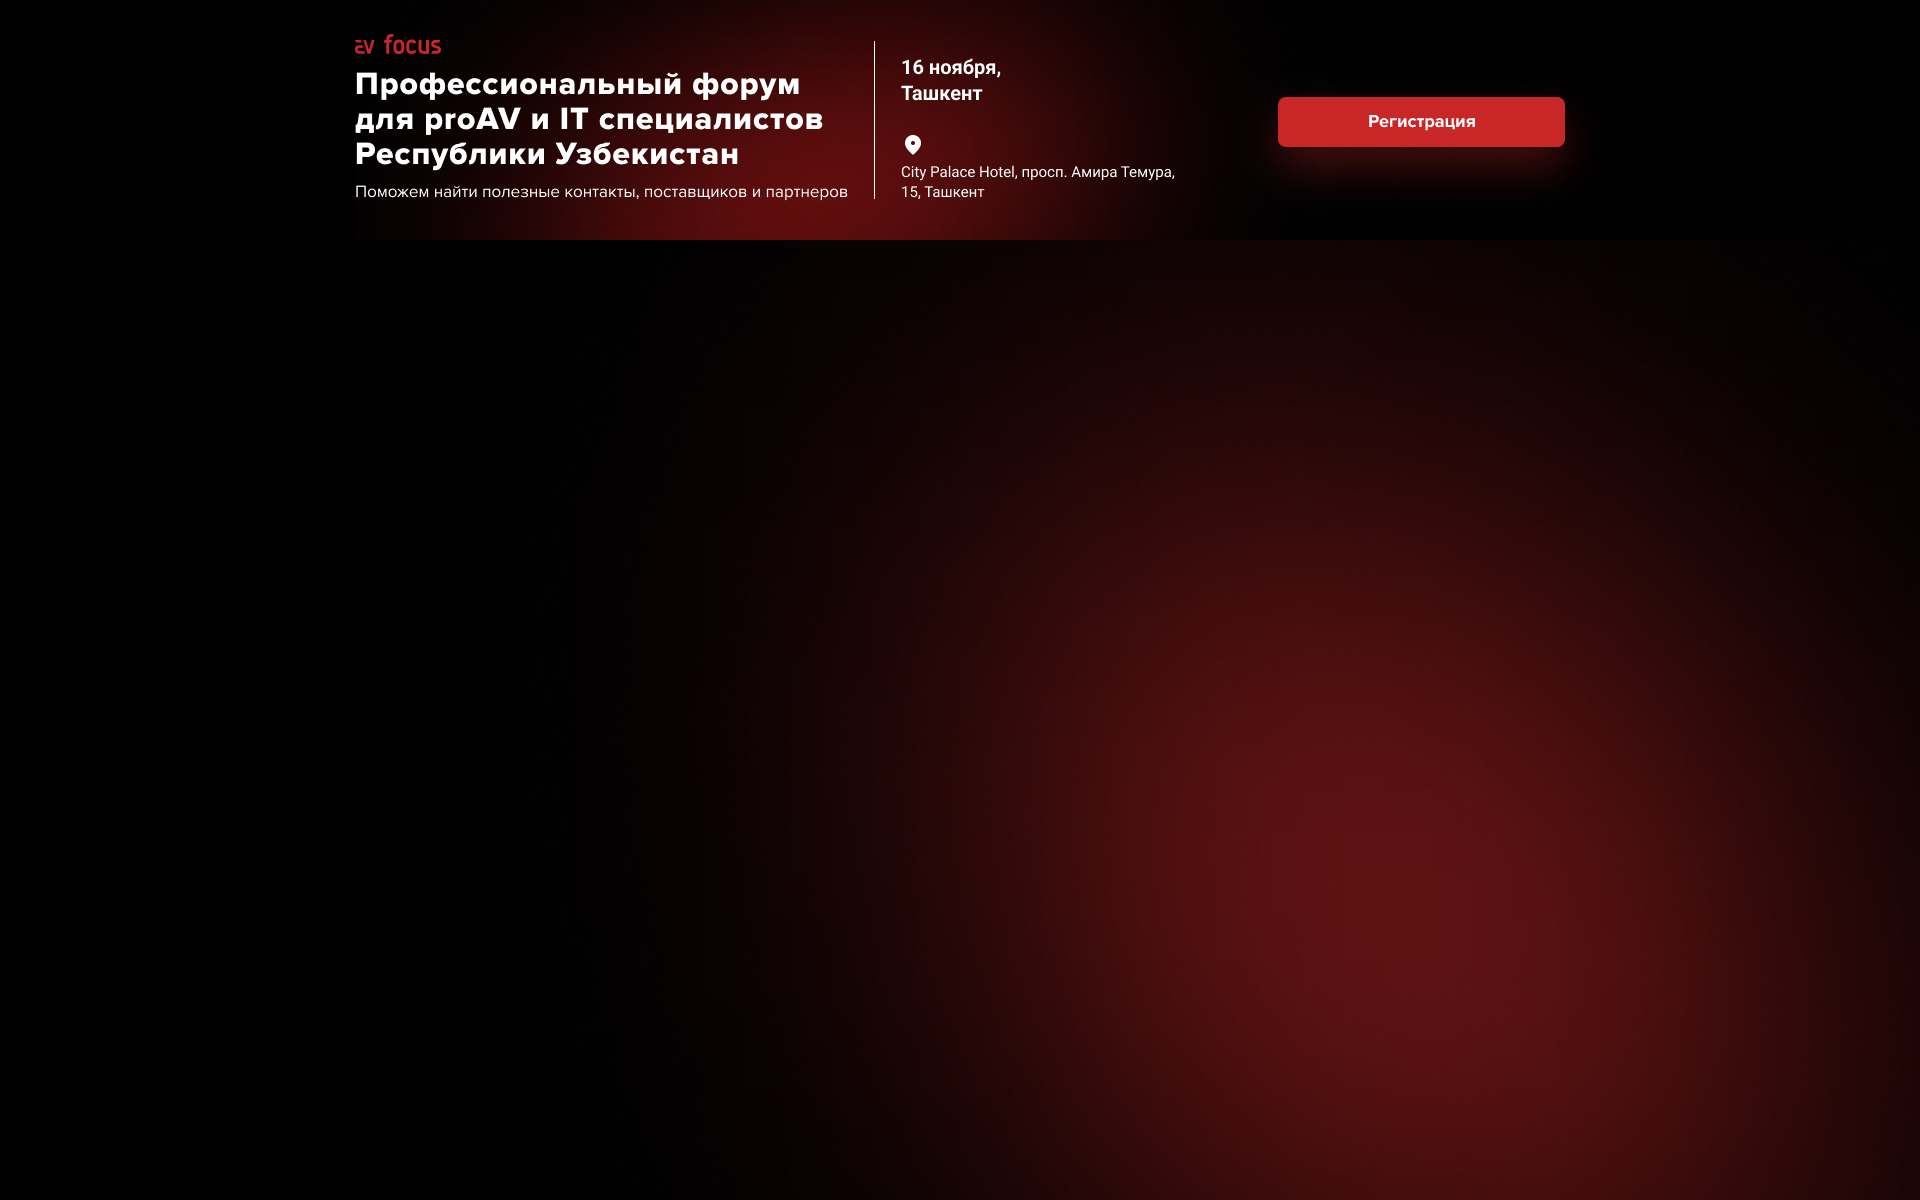 av focus
Профессиональный форум
для proAV и IT специалистов
Республики Узбекистан
Поможем найти полезные контакты, поставщиков и партнеров
16 ноября,
Ташкент
City Palace Hotel, просп. Амира Темура,
15, Ташкент
Регистрация